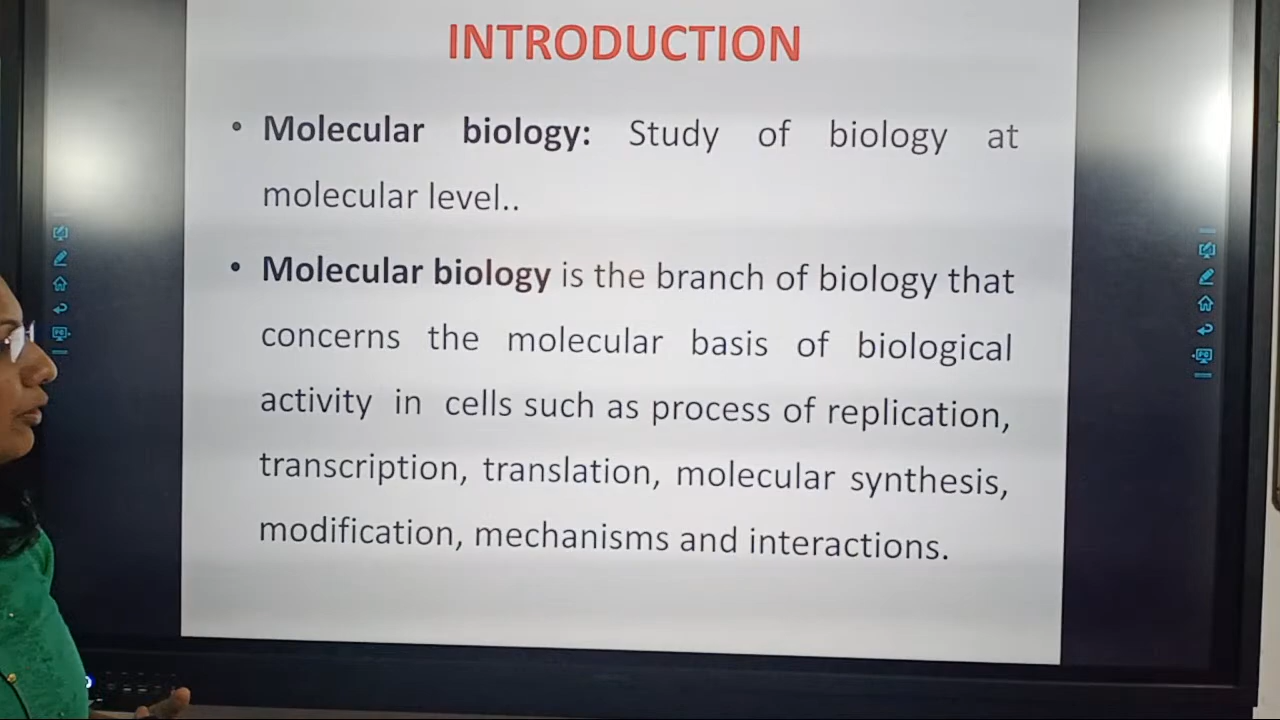 INTRODUCTION
• Molecular biology: Study of biology at
molecular level..
• Molecular biology is the branch of biology that
concerns the molecular basis of biological
activity in cells such as process of replication,
transcription, translation, molecular synthesis,
modification, mechanisms and interactions.